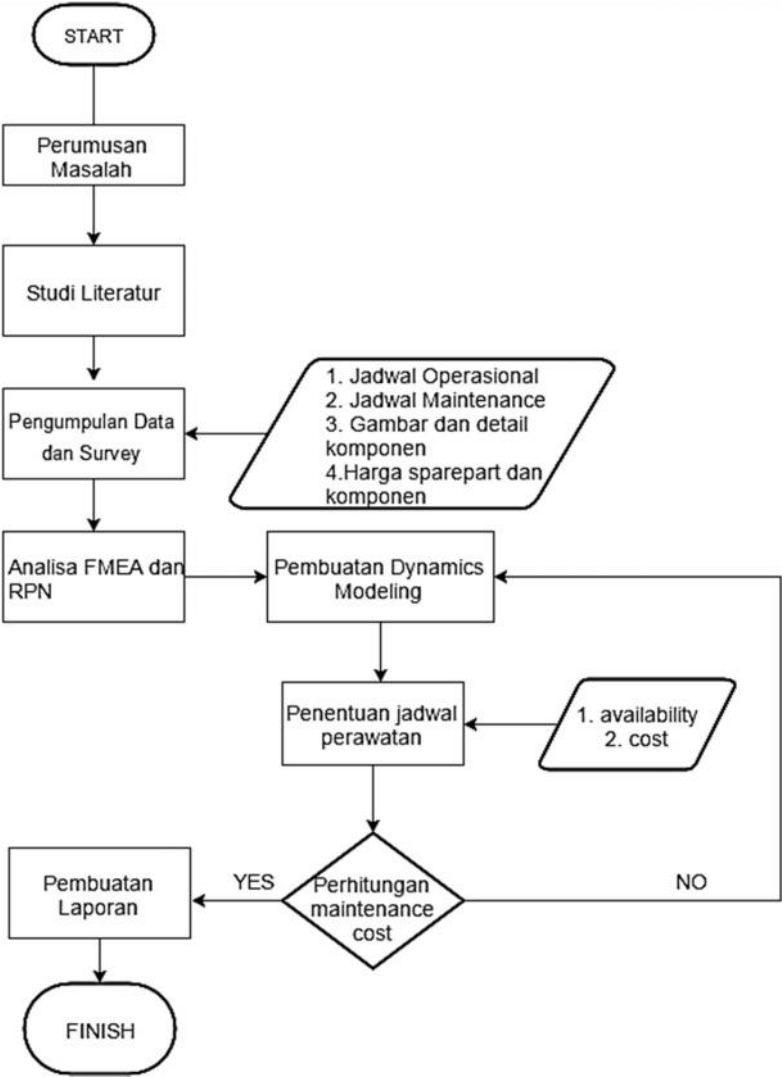 START
Perumusan
Masalah
Studi Literatur
Pengumpulan Data
dan Survey
1. Jadwal Operasional
2. Jadwal Maintenance
3. Gambar dan detail
komponen
4.Harga sparepart dan
komponen
Analisa FMEA dan
RPN
Pembuatan Dynamics
Modeling
Penentuan jadwal
perawatan
1. availability
2. cost
Perhitungan
maintenance
cost
YES
NO
Pembuatan
Laporan
FINISH